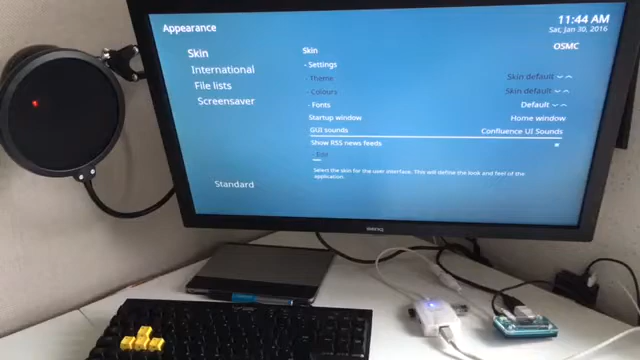 Appearance
11:44 AM
Sat, Jan 30, 2016
Skin
International
File lists
Screensaver
Standard
Skin OSMC
- Settings
- Theme Skin default
- Colours Skin default
- Fonts Default
Startup window Home window
GUI sounds Confluence UI Sounds
Show RSS news feeds
- Edit
Select the skin for the user interface. This will define the look and feel of the
application.
BenQ